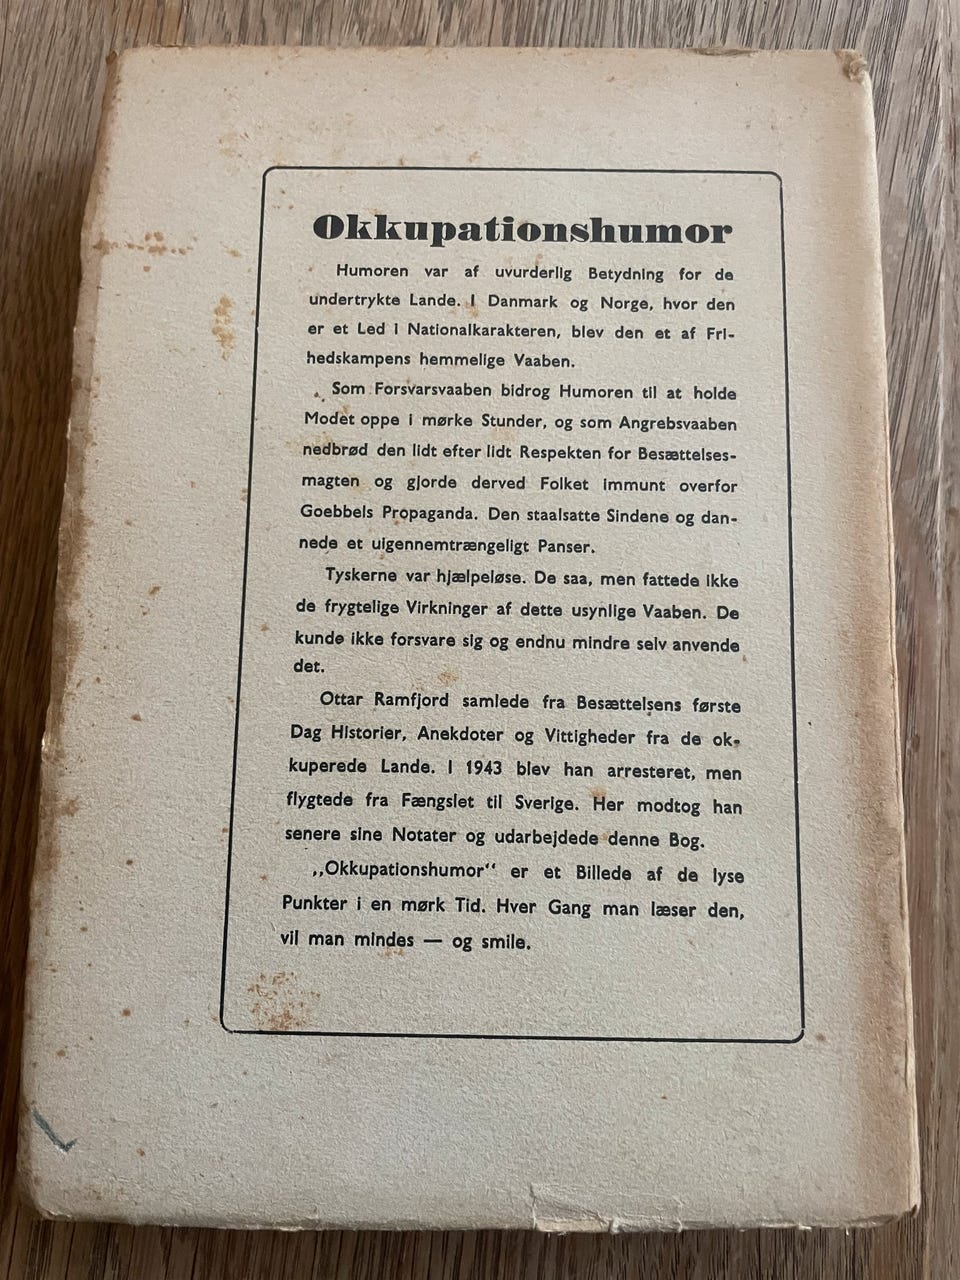 Okkupationshumor
Humoren var af uvurderlig Betydning for de
undertrykte Lande. I Danmark og Norge, hvor den
er et Led i Nationalkarakteren, blev den et af Fri-
hedskampens hemmelige Vaaben.
Som Forsvarsvaaben bidrog Humoren til at holde
Modet oppe i mørke Stunder, og som Angrebsvaaben
nedbrød den lidt efter lidt Respekten for Besættelses-
magten og gjorde derved Folket immunt overfor
Goebbels Propaganda. Den staalsatte Sindene og dan-
nede et uigennemtrængeligt Panser.
Tyskerne var hjælpeløse. De saa, men fattede ikke
de frygtelige Virkninger af dette usynlige Vaaben. De
kunde ikke forsvare sig og endnu mindre selv anvende
det.
Ottar Ramfjord samlede fra Besættelsens første
Dag Historier, Anekdoter og Vittigheder fra de ok-
kuperede Lande. I 1943 blev han arresteret, men
flygtede fra Fængslet til Sverige. Her modtog han
senere sine Notater og udarbejdede denne Bog.
„Okkupationshumor“ er et Billede af de lyse
Punkter i en mørk Tid. Hver Gang man læser den,
vil man mindes — og smile.